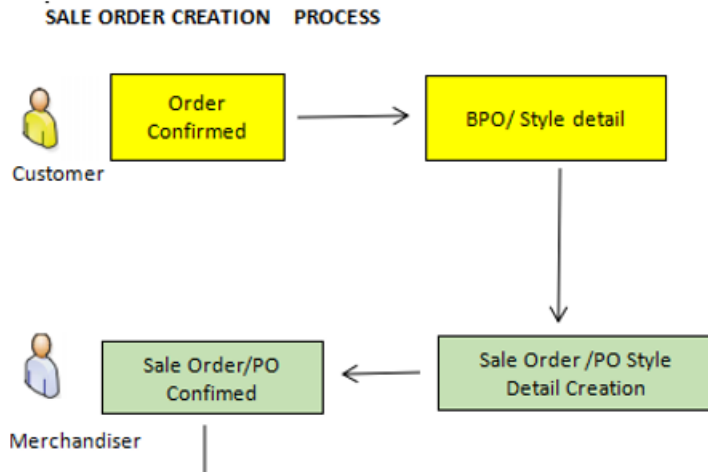 SALE ORDER CREATION PROCESS
Order
Confirmed
BPO/ Style detail
Customer
Sale Order/PO
Confimed
Sale Order /PO Style
Detail Creation
Merchandiser